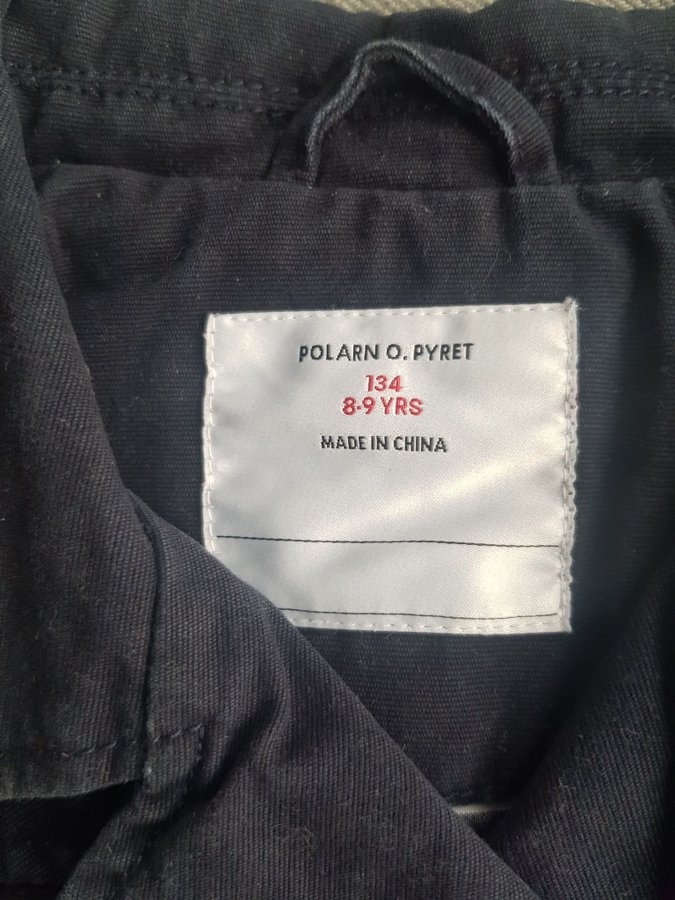 POLARN O. PYRET
134
8-9 YRS
MADE IN CHINA